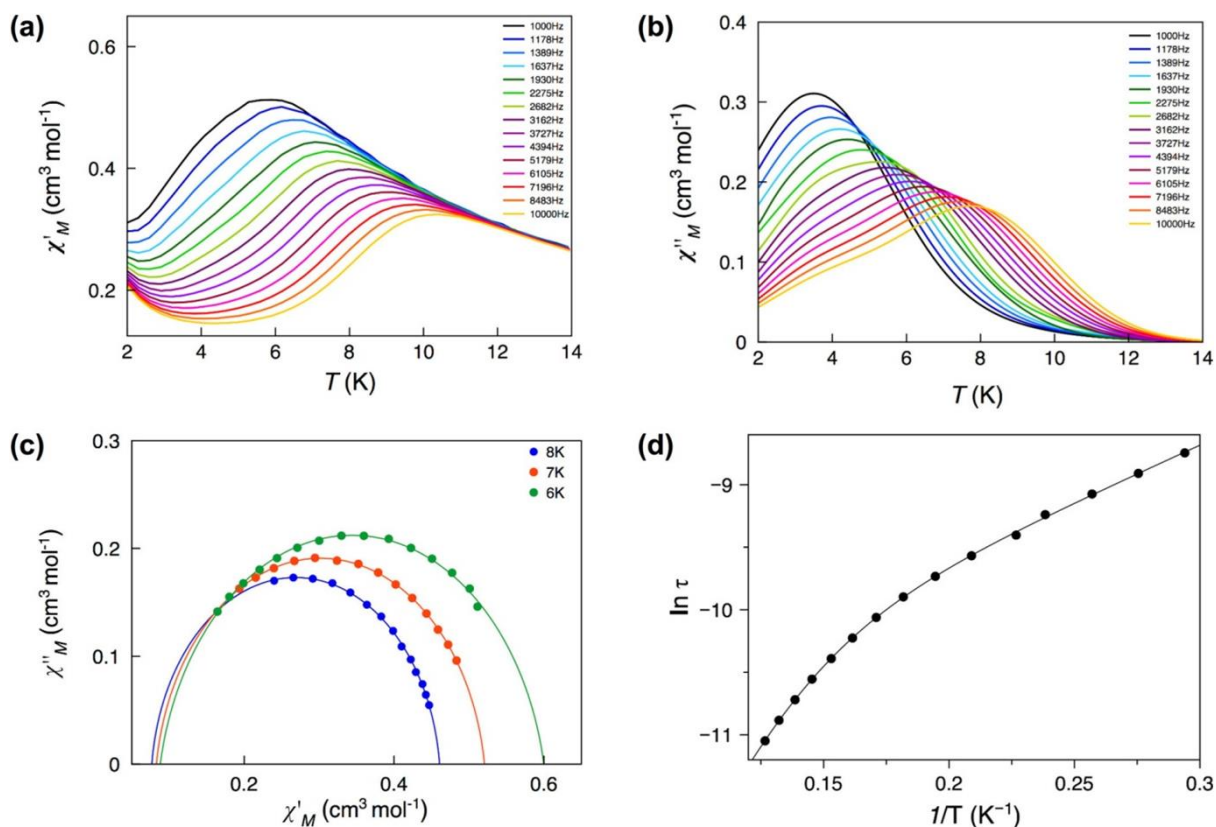 (a)
0.6
0.4
0.2
χ'M (cm³ mol⁻¹)
2 4 6 8 10 12 14
T (K)
1000Hz
1178Hz
1389Hz
1637Hz
1930Hz
2275Hz
2682Hz
3162Hz
3727Hz
4394Hz
5179Hz
6105Hz
7196Hz
8483Hz
10000Hz
(b)
0.4
0.3
0.2
0.1
0
χ''M (cm³ mol⁻¹)
2 4 6 8 10 12 14
T (K)
1000Hz
1178Hz
1389Hz
1637Hz
1930Hz
2275Hz
2682Hz
3162Hz
3727Hz
4394Hz
5179Hz
6105Hz
7196Hz
8483Hz
10000Hz
(c)
0.3
0.2
0.1
0
χ''M (cm³ mol⁻¹)
0.2 0.4 0.6
χ'M (cm³ mol⁻¹)
8K
7K
6K
(d)
−9
−10
−11
ln τ
0.15 0.2 0.25 0.3
1/T (K⁻¹)